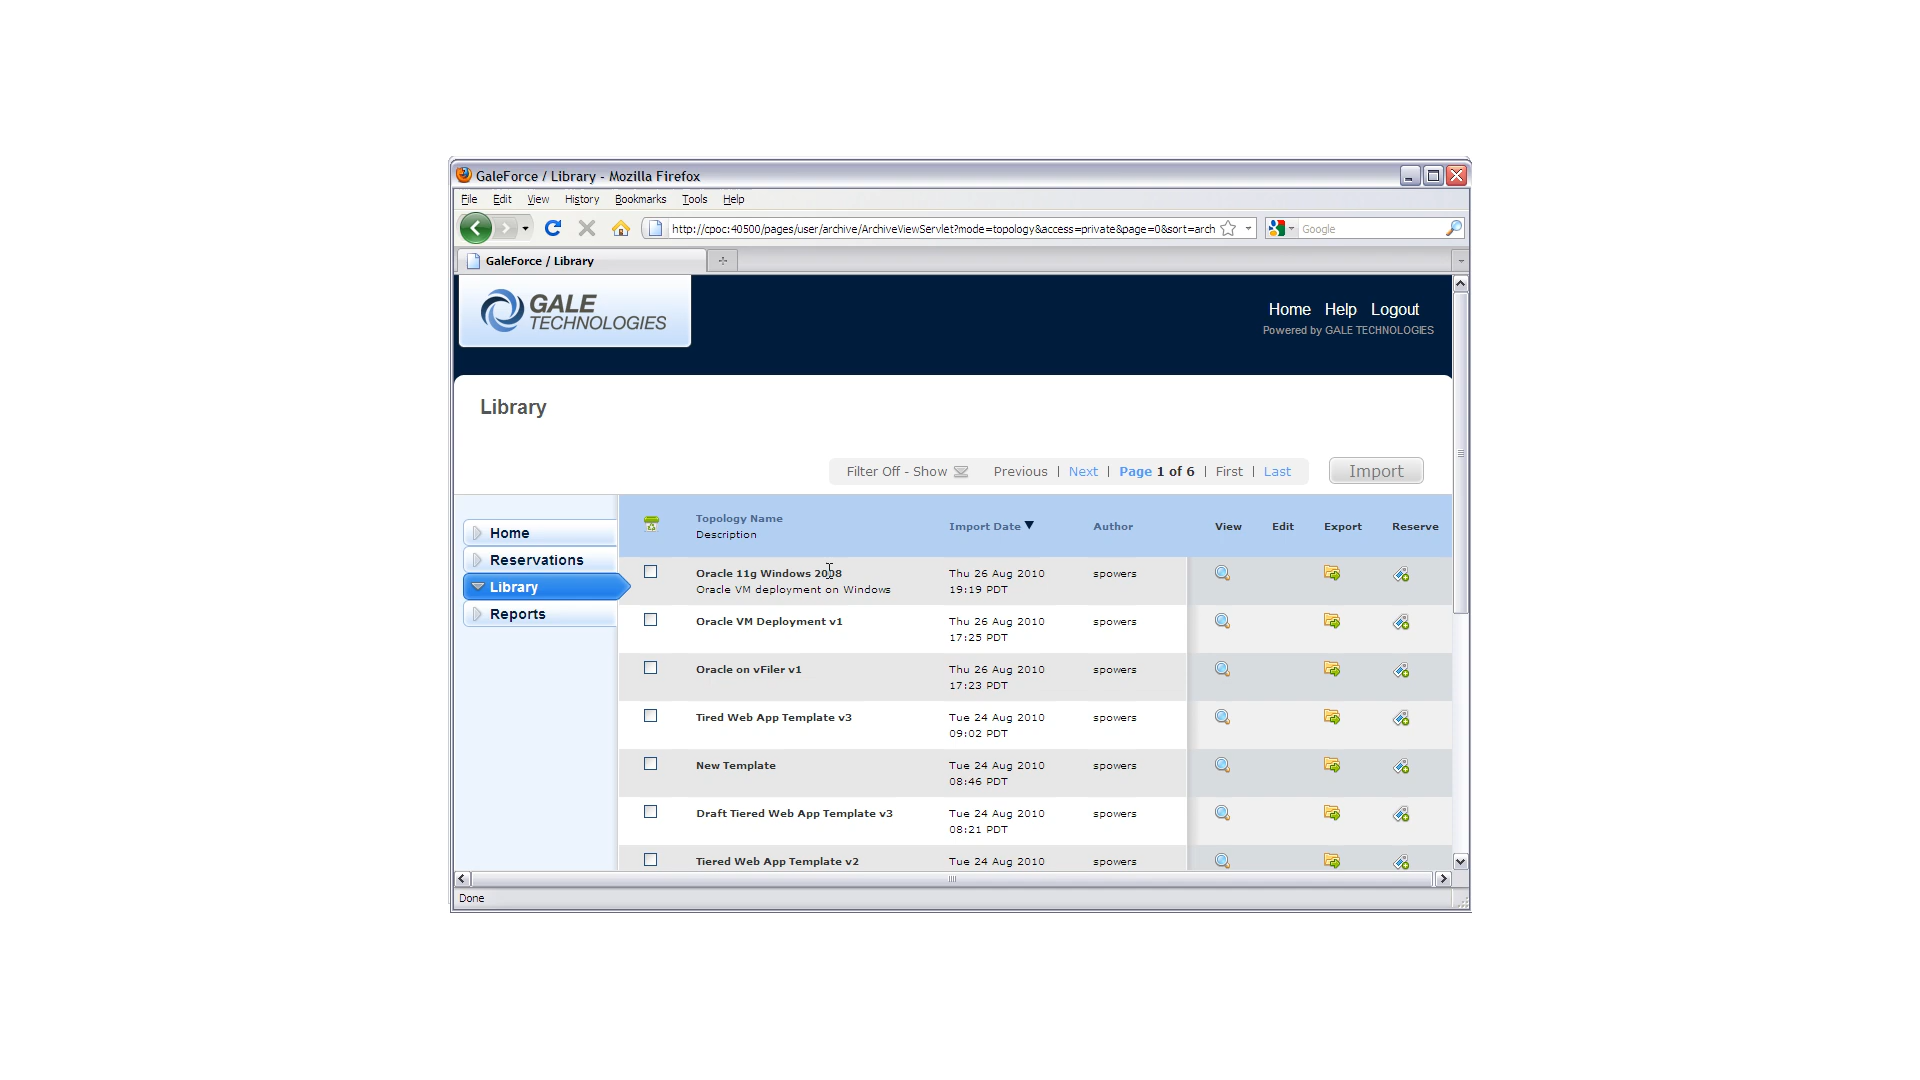 GaleForce / Library - Mozilla Firefox
File Edit View History Bookmarks Tools Help
http://cpoc:40500/pages/user/archive/ArchiveViewServlet?mode=topology&access=private&page=0&sort=arch
Google
GaleForce / Library
GALE
TECHNOLOGIES
Home Help Logout
Powered by GALE TECHNOLOGIES
Library
Filter Off - Show Previous | Next | Page 1 of 6 | First | Last Import
Home
Reservations
Library
Reports
Topology Name
Description
Import Date Author View Edit Export Reserve
Oracle 11g Windows 2008 Thu 26 Aug 2010 spowers
Oracle VM deployment on Windows 19:19 PDT
Oracle VM Deployment v1 Thu 26 Aug 2010 spowers
17:25 PDT
Oracle on vFiler v1 Thu 26 Aug 2010 spowers
17:23 PDT
Tired Web App Template v3 Tue 24 Aug 2010 spowers
09:02 PDT
New Template Tue 24 Aug 2010 spowers
08:46 PDT
Draft Tiered Web App Template v3 Tue 24 Aug 2010 spowers
08:21 PDT
Tiered Web App Template v2 Tue 24 Aug 2010 spowers
Done